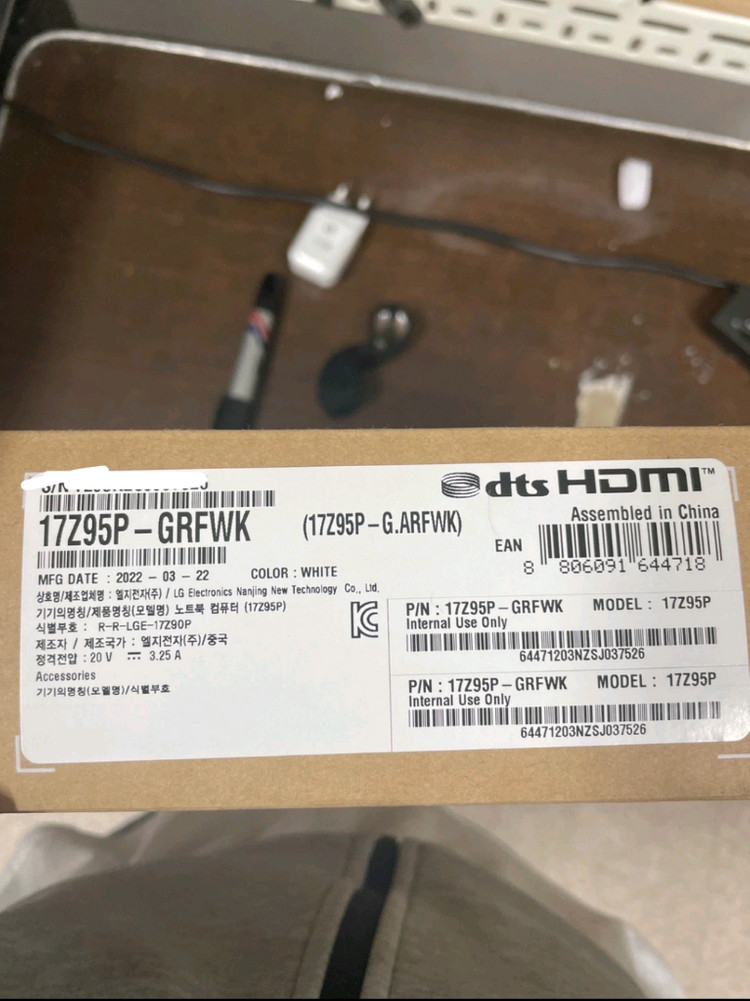 dts HDMI™
17Z95P-GRFWK (17Z95P-G.ARFWK)
Assembled in China
EAN
8 806091 644718
MFG DATE : 2022 - 03 - 22 COLOR : WHITE
상호명/제조업체명 : 엘지전자(주) / LG Electronics Nanjing New Technology Co., Ltd.
기기의명칭/제품명칭(모델명) 노트북 컴퓨터 (17Z95P)
식별부호 : R-R-LGE-17Z90P
제조자 / 제조국가 : 엘지전자(주)/중국
정격전압 : 20 V ⎓ 3.25 A
Accessories
기기의명칭(모델명)/식별부호
P/N : 17Z95P-GRFWK MODEL : 17Z95P
Internal Use Only
64471203NZSJ037526
P/N : 17Z95P-GRFWK MODEL : 17Z95P
Internal Use Only
64471203NZSJ037526